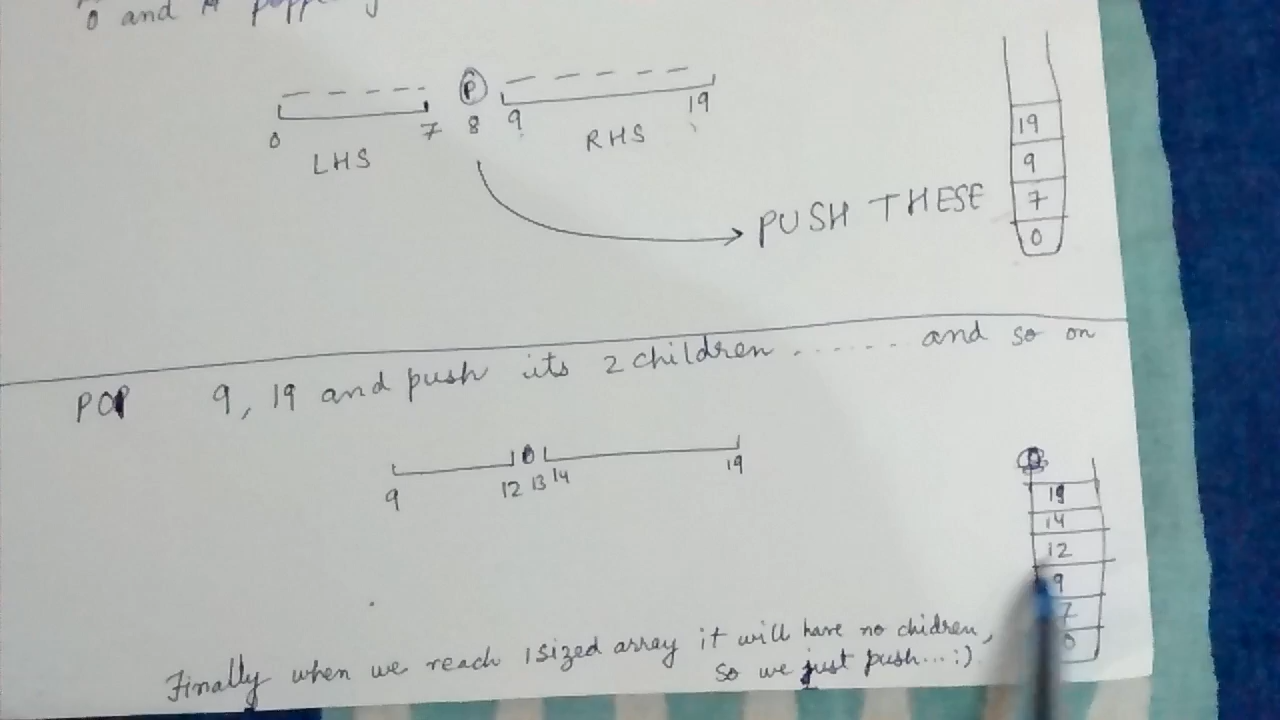 0 and 19
P
0 7 8 9 19
LHS RHS
PUSH THESE
19
9
7
0
POP 9, 19 and push its 2 children ...... and so on
9 12 13 14 19
19
14
12
9
7
0
Finally when we reach 1 sized array it will have no chidren,
so we just push...:)